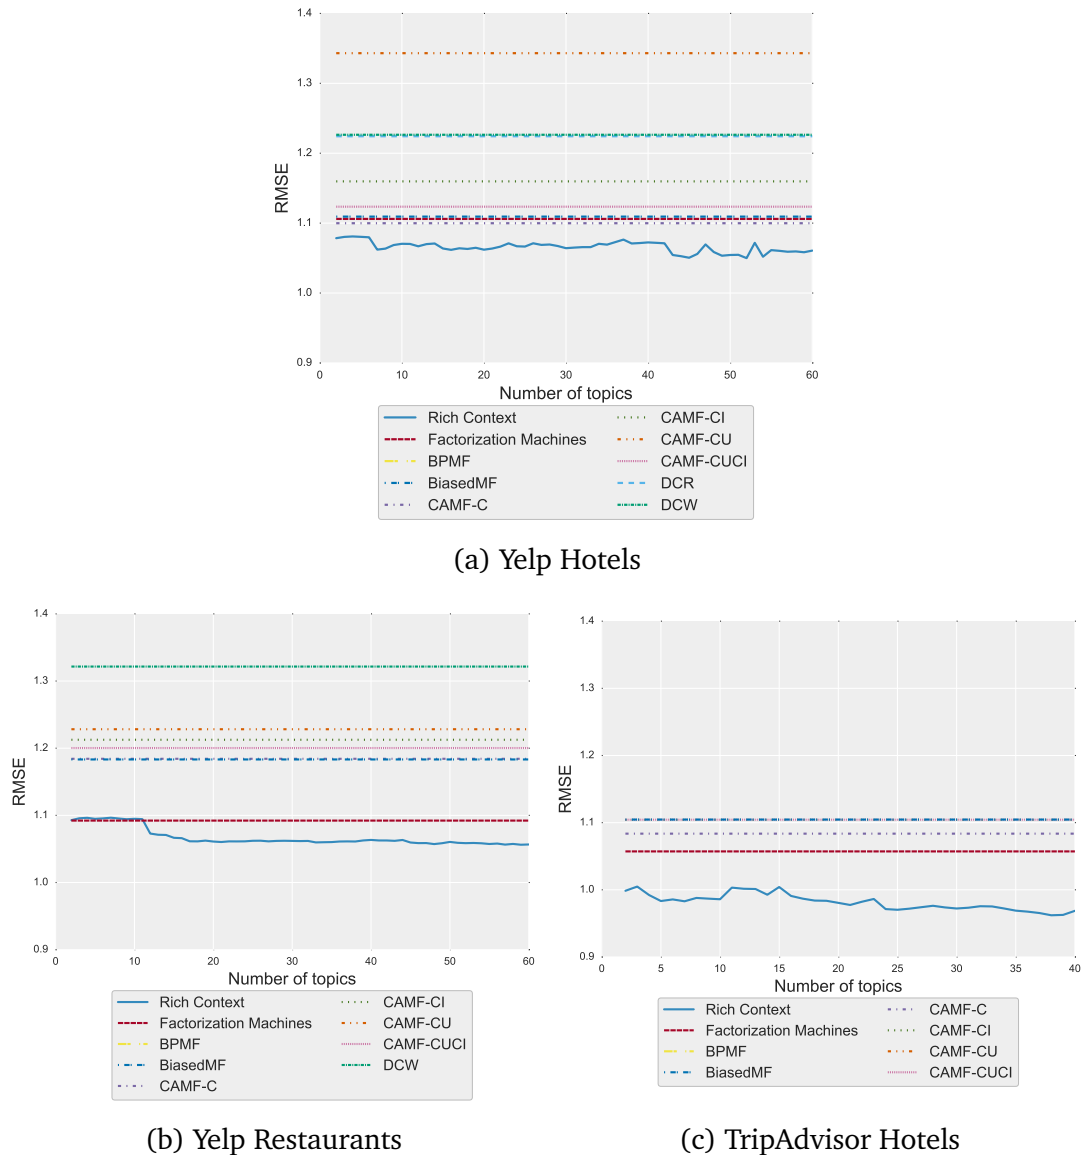 1.4
1.3
1.2
1.1
1.0
0.9
RMSE
0 10 20 30 40 50 60
Number of topics
Rich Context
Factorization Machines
BPMF
BiasedMF
CAMF-C
CAMF-CI
CAMF-CU
CAMF-CUCI
DCR
DCW
(a) Yelp Hotels
1.4
1.3
1.2
1.1
1.0
0.9
RMSE
0 10 20 30 40 50 60
Number of topics
Rich Context
Factorization Machines
BPMF
BiasedMF
CAMF-C
CAMF-CI
CAMF-CU
CAMF-CUCI
DCW
(b) Yelp Restaurants
1.4
1.3
1.2
1.1
1.0
0.9
RMSE
0 5 10 15 20 25 30 35 40
Number of topics
Rich Context
Factorization Machines
BPMF
BiasedMF
CAMF-C
CAMF-CI
CAMF-CU
CAMF-CUCI
(c) TripAdvisor Hotels